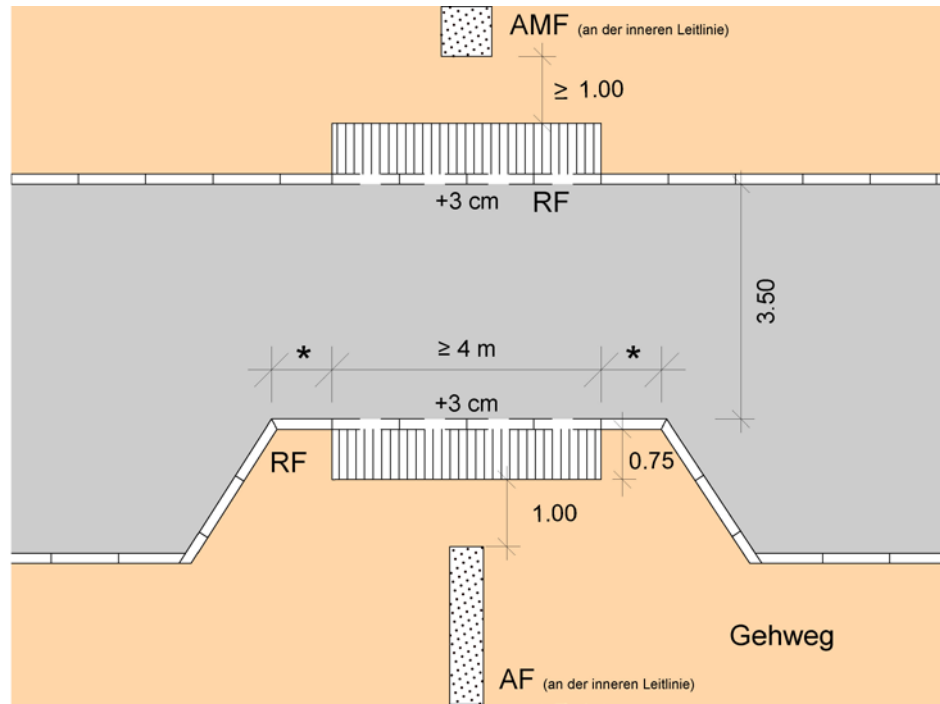 AMF (an der inneren Leitlinie)
≥ 1.00
+3 cm RF
3.50
* ≥ 4 m *
+3 cm
RF
0.75
1.00
Gehweg
AF (an der inneren Leitlinie)